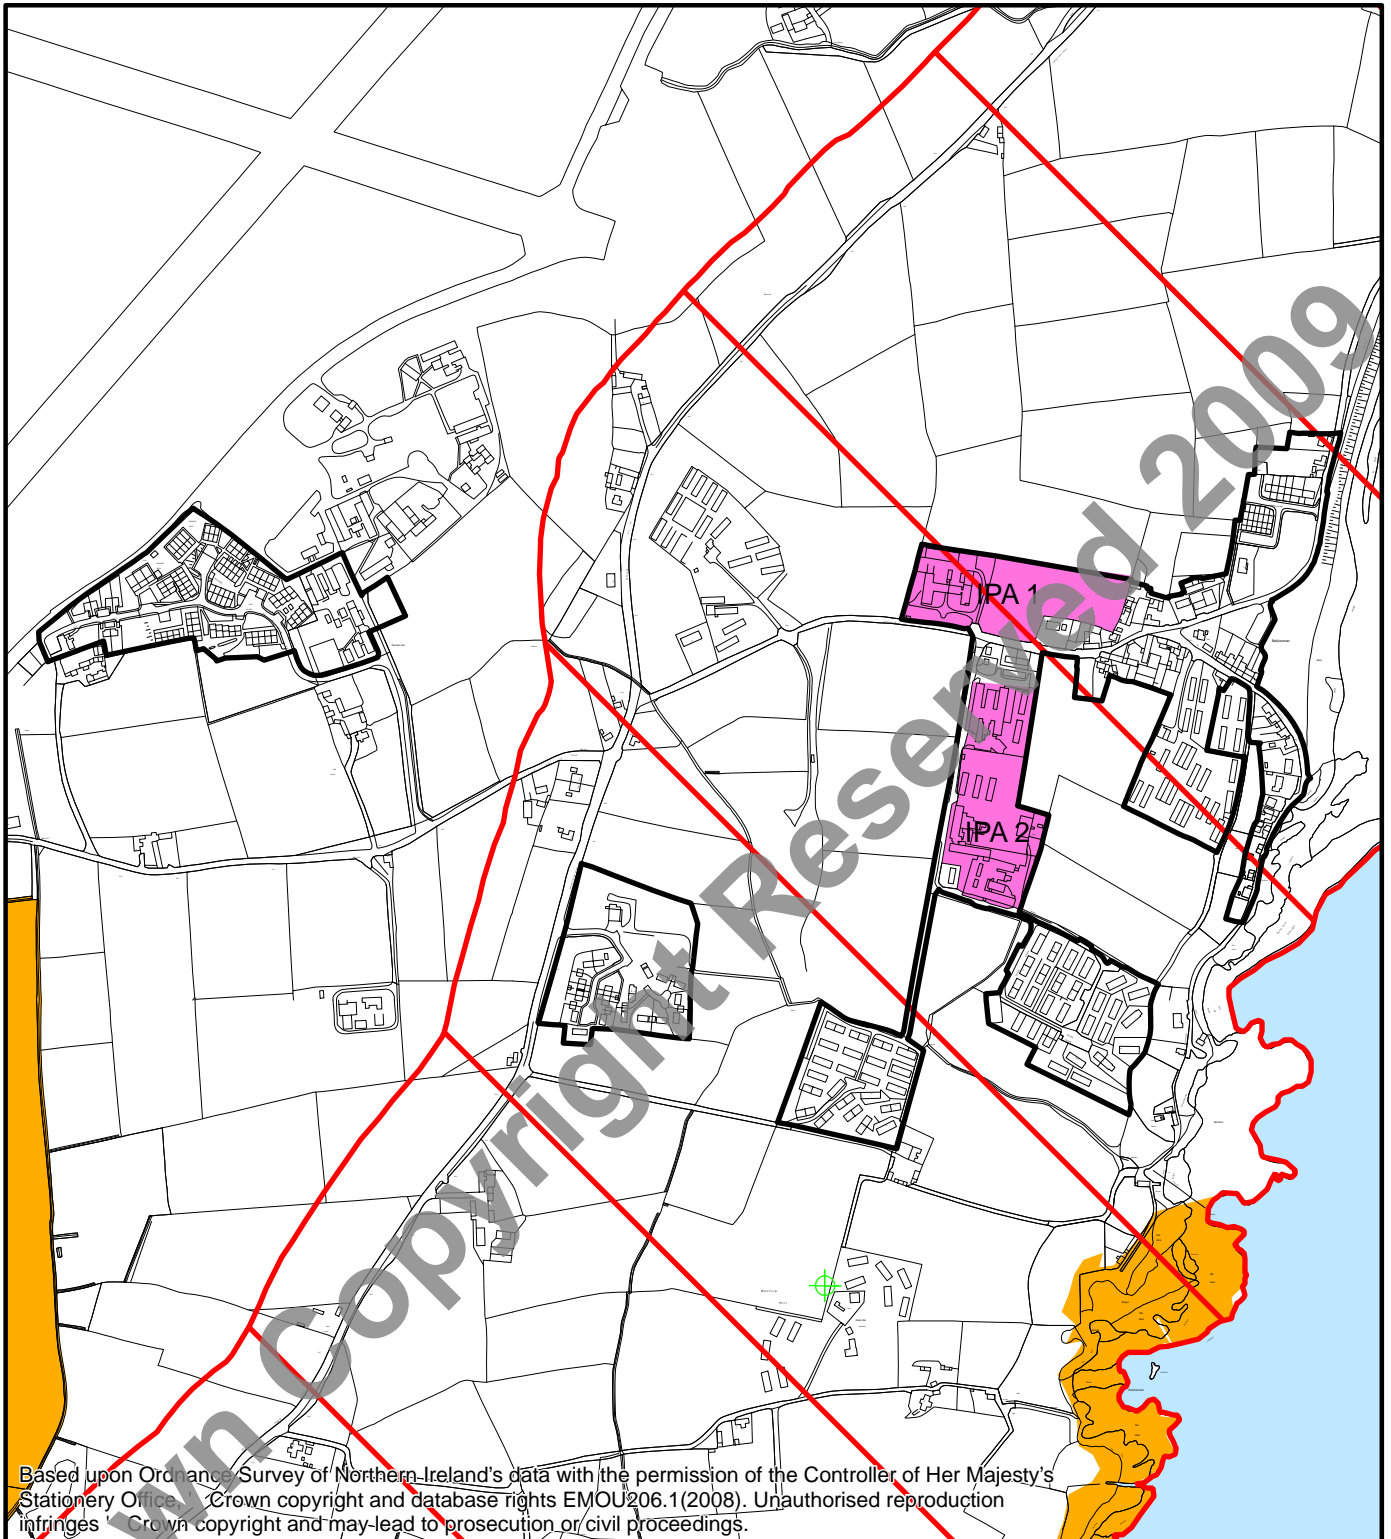 IPA 1
IPA 2
wn Copyright Reserved 2009
Based upon Ordnance Survey of Northern Ireland's data with the permission of the Controller of Her Majesty's
Stationery Office, ' Crown copyright and database rights EMOU206.1(2008). Unauthorised reproduction
infringes ' Crown copyright and may lead to prosecution or civil proceedings.